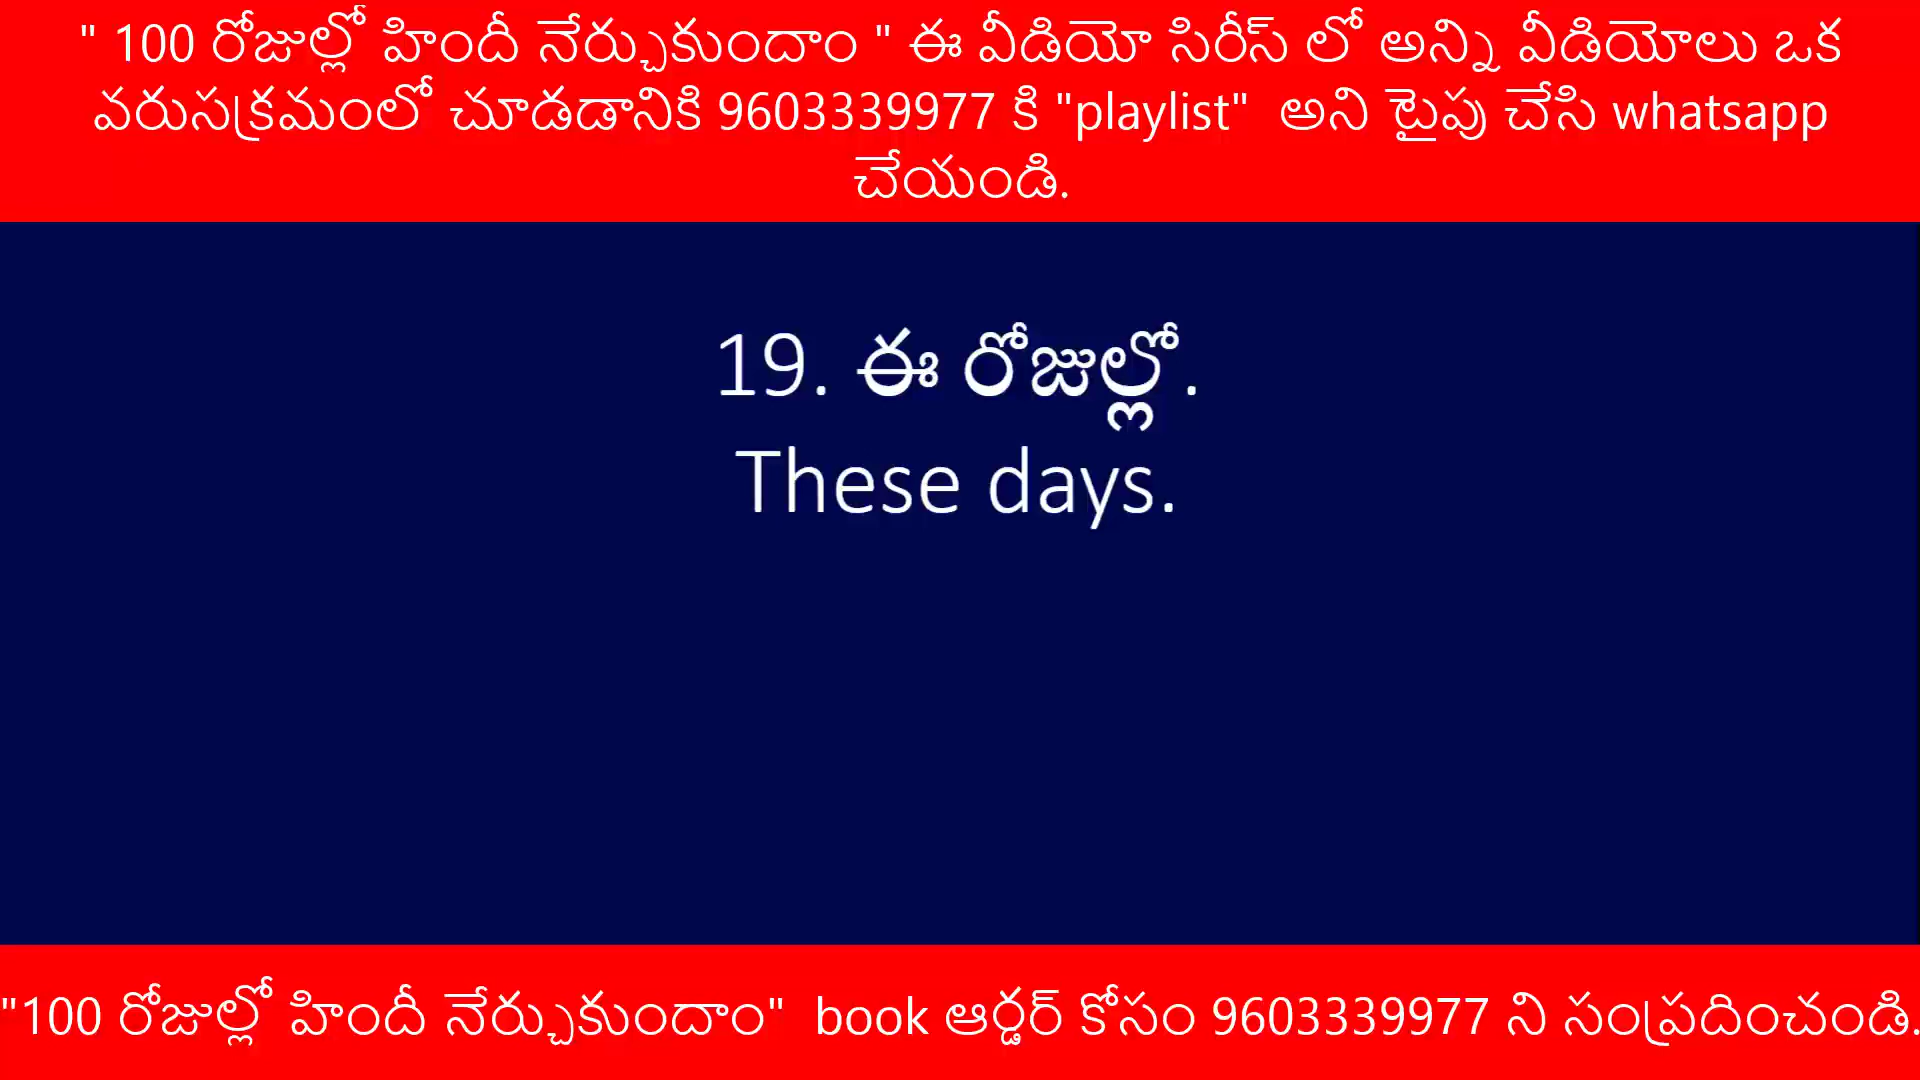 " 100 రోజుల్లో హిందీ నేర్చుకుందాం " ఈ వీడియో సిరీస్ లో అన్ని వీడియోలు ఒక
వరుసక్రమంలో చూడడానికి 9603339977 కి "playlist" అని టైపు చేసి whatsapp
చేయండి.
19. ఈ రోజుల్లో.
These days.
"100 రోజుల్లో హిందీ నేర్చుకుందాం" book ఆర్డర్ కోసం 9603339977 ని సంప్రదించండి.